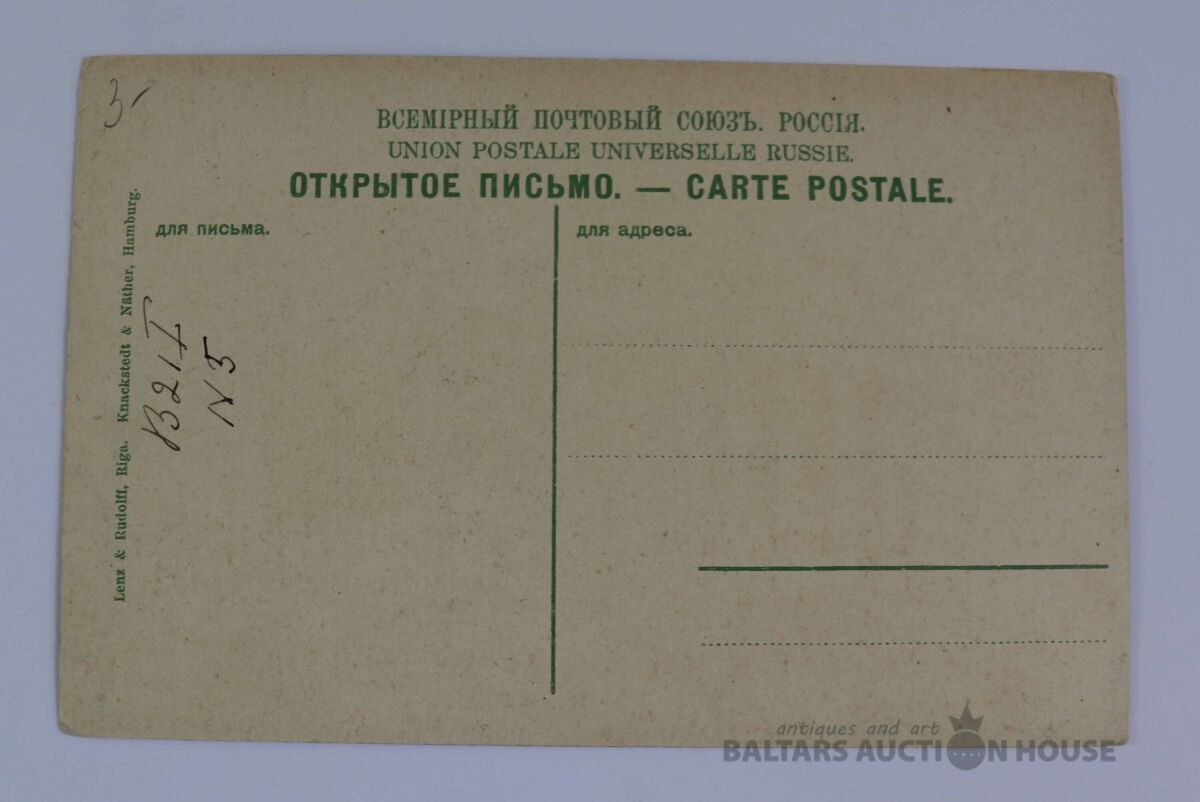 3-
ВСЕМІРНЫЙ ПОЧТОВЫЙ СОЮЗЪ. РОССІЯ.
UNION POSTALE UNIVERSELLE RUSSIE.
ОТКРЫТОЕ ПИСЬМО. — CARTE POSTALE.
для письма.
для адреса.
Lenz & Rudolff, Riga. Knackstedt & Näther, Hamburg.
B21I
N5
antiques and art
BALTARS AUCTION HOUSE